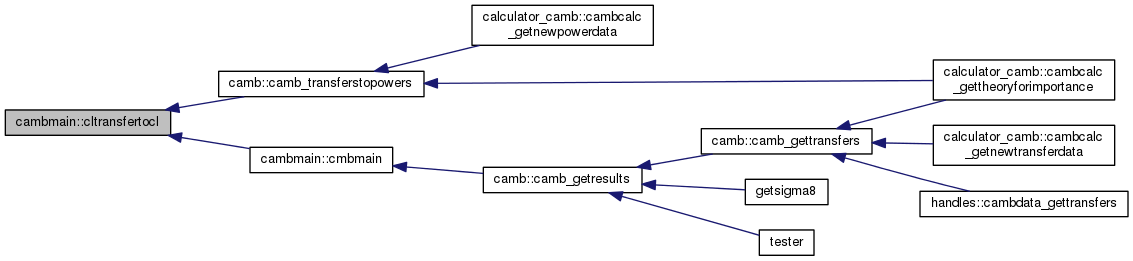 calculator_camb::cambcalc
_getnewpowerdata
camb::camb_transferstopowers
calculator_camb::cambcalc
_gettheoryforimportance
cambmain::cltransfertocl
camb::camb_gettransfers
calculator_camb::cambcalc
_getnewtransferdata
cambmain::cmbmain
camb::camb_getresults
getsigma8
handles::cambdata_gettransfers
tester